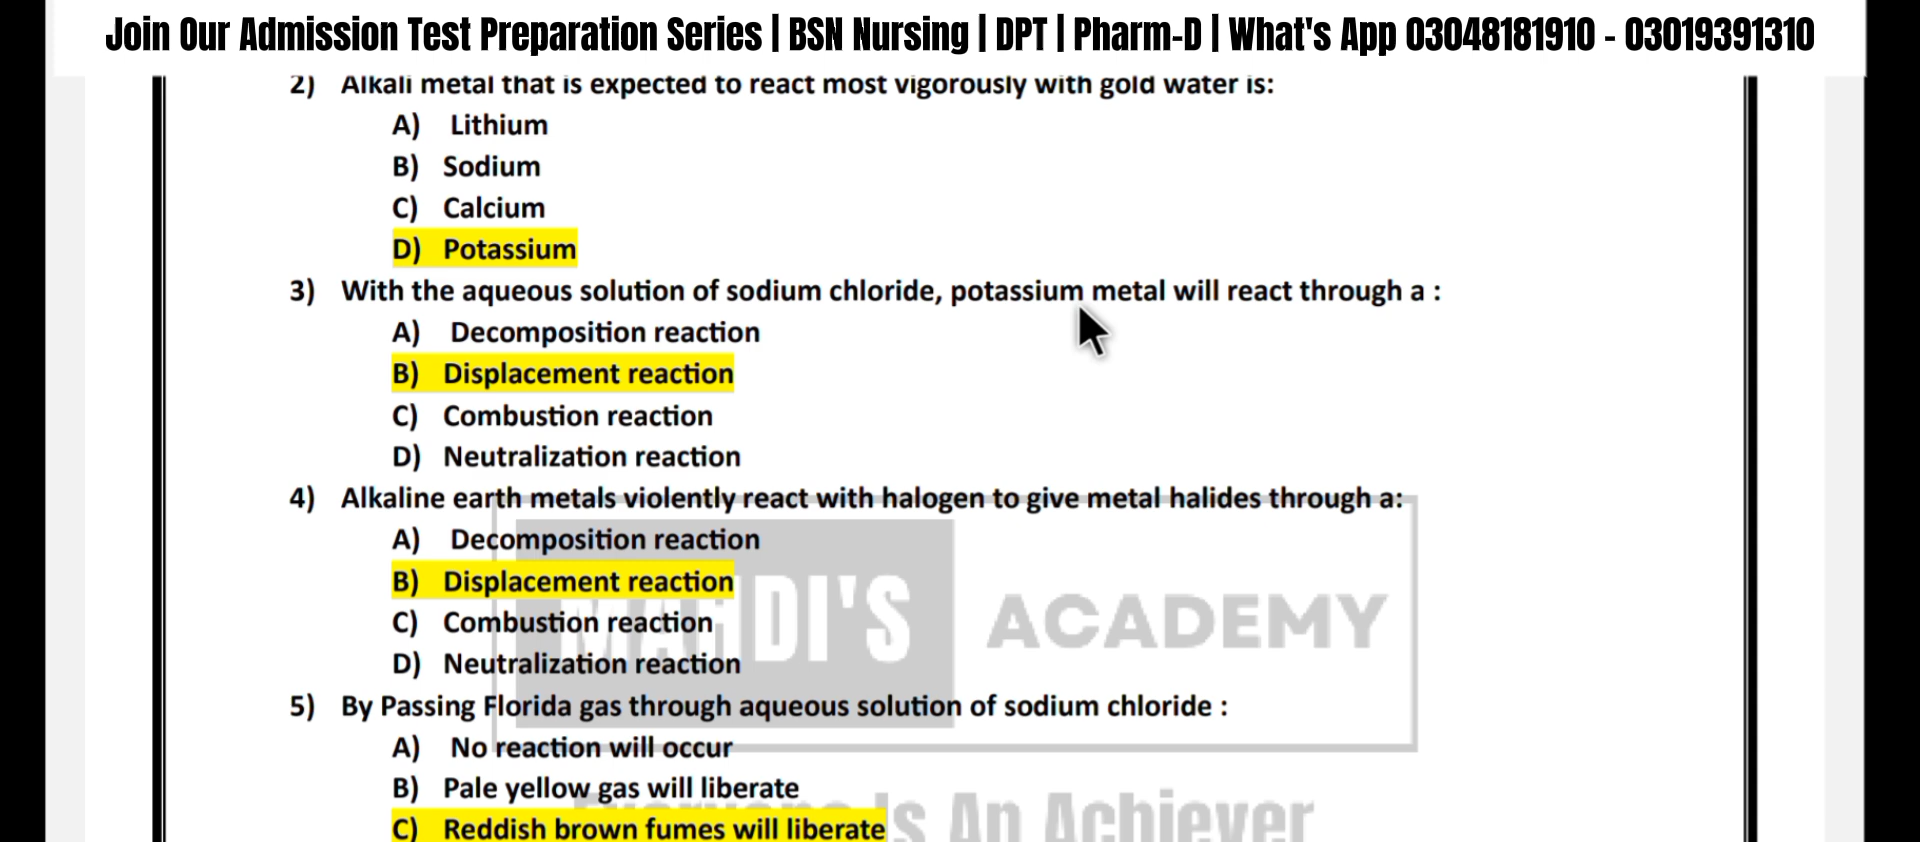 Join Our Admission Test Preparation Series | BSN Nursing | DPT | Pharm-D | What's App 03048181910 - 03019391310
2) Alkali metal that is expected to react most vigorously with gold water is:
A) Lithium
B) Sodium
C) Calcium
D) Potassium
3) With the aqueous solution of sodium chloride, potassium metal will react through a :
A) Decomposition reaction
B) Displacement reaction
C) Combustion reaction
D) Neutralization reaction
4) Alkaline earth metals violently react with halogen to give metal halides through a:
A) Decomposition reaction
B) Displacement reaction
C) Combustion reaction
D) Neutralization reaction
DI'S ACADEMY
5) By Passing Florida gas through aqueous solution of sodium chloride :
A) No reaction will occur
B) Pale yellow gas will liberate
C) Reddish brown fumes will liberate
Is An Achiever